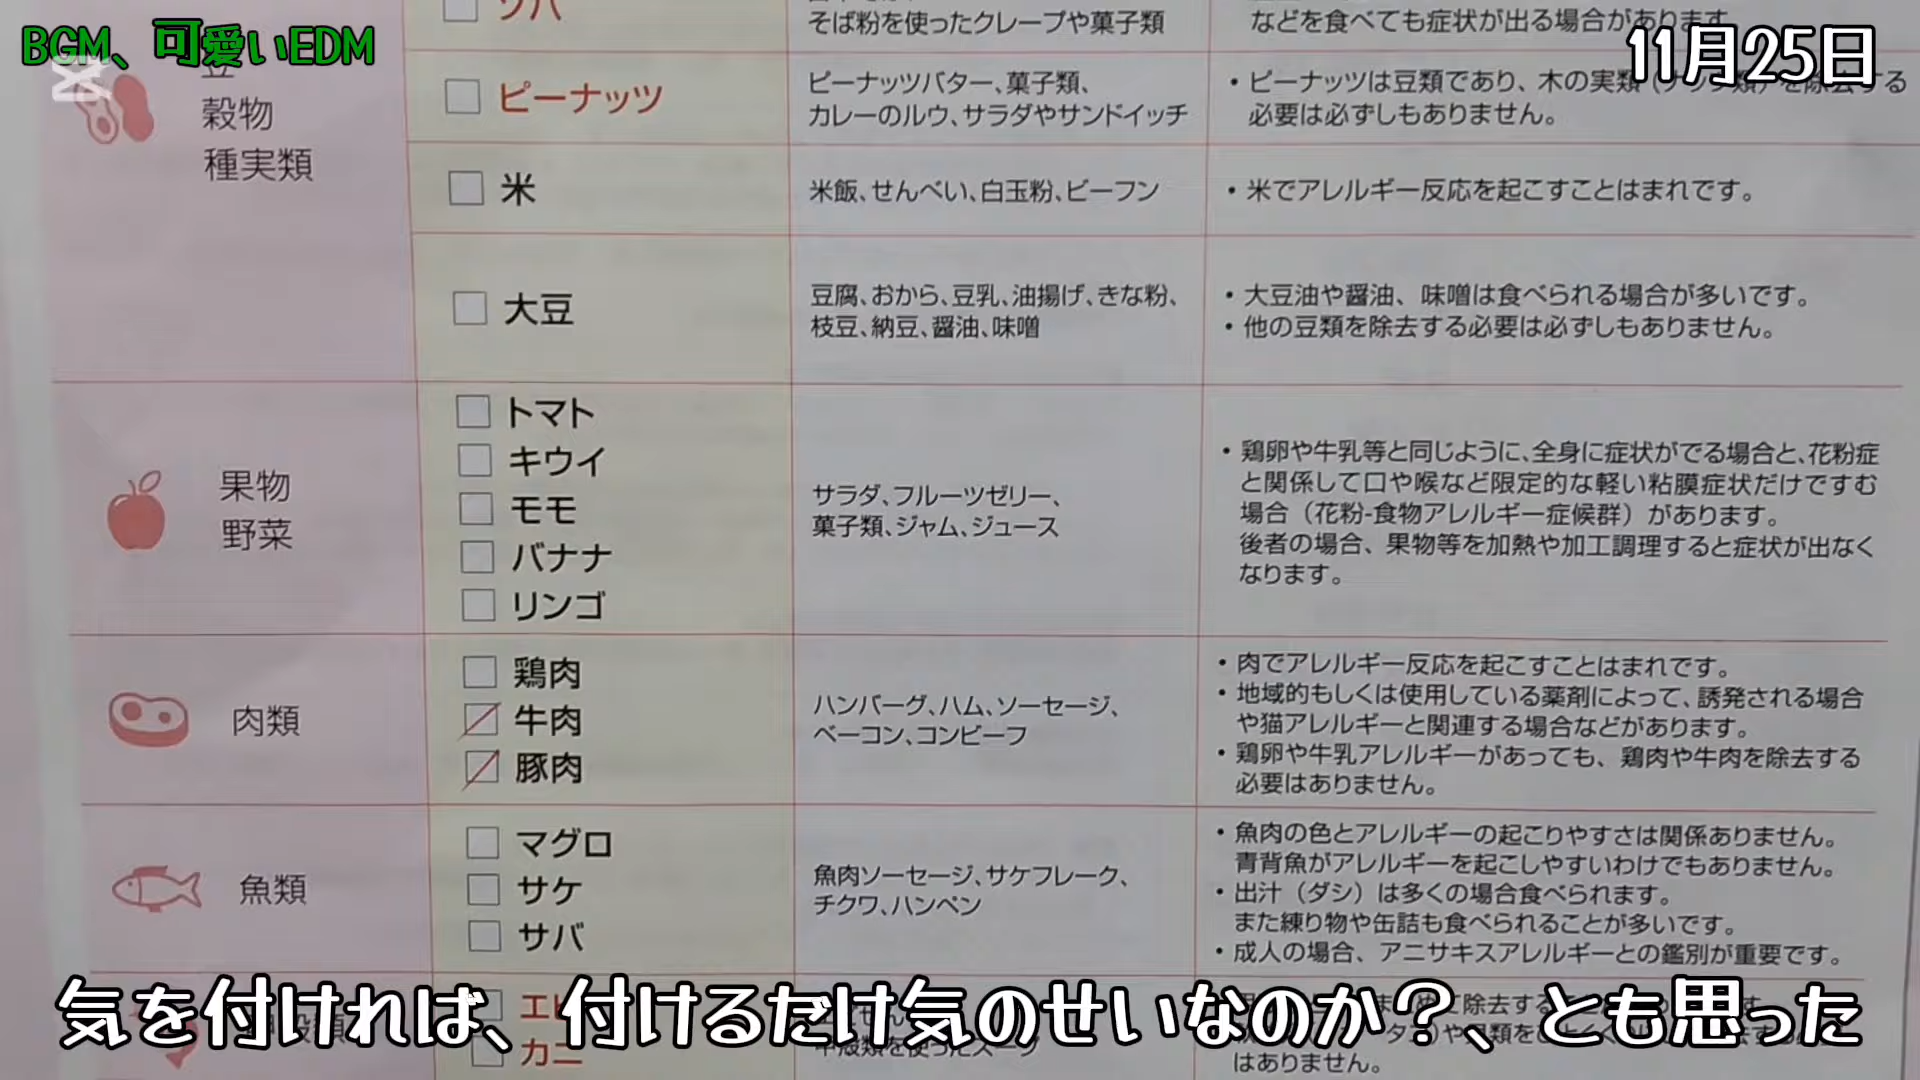 BGM、可愛いEDM
11月25日
そば粉を使ったクレープや菓子類
などを食べても症状が出る場合があります。
穀物
種実類
ピーナッツ
ピーナッツバター、菓子類、
カレーのルウ、サラダやサンドイッチ
・ピーナッツは豆類であり、木の実類(ナッツ類)を除去する
必要は必ずしもありません。
米
米飯、せんべい、白玉粉、ビーフン
・米でアレルギー反応を起こすことはまれです。
大豆
豆腐、おから、豆乳、油揚げ、きな粉、
枝豆、納豆、醤油、味噌
・大豆油や醤油、味噌は食べられる場合が多いです。
・他の豆類を除去する必要は必ずしもありません。
果物
野菜
トマト
キウイ
モモ
バナナ
リンゴ
サラダ、フルーツゼリー、
菓子類、ジャム、ジュース
・鶏卵や牛乳等と同じように、全身に症状がでる場合と、花粉症
と関係して口や喉など限定的な軽い粘膜症状だけですむ
場合（花粉-食物アレルギー症候群）があります。
後者の場合、果物等を加熱や加工調理すると症状が出なく
なります。
肉類
鶏肉
牛肉
豚肉
ハンバーグ、ハム、ソーセージ、
ベーコン、コンビーフ
・肉でアレルギー反応を起こすことはまれです。
・地域的もしくは使用している薬剤によって、誘発される場合
や猫アレルギーと関連する場合などがあります。
・鶏卵や牛乳アレルギーがあっても、鶏肉や牛肉を除去する
必要はありません。
魚類
マグロ
サケ
サバ
魚肉ソーセージ、サケフレーク、
チクワ、ハンペン
・魚肉の色とアレルギーの起こりやすさは関係ありません。
青背魚がアレルギーを起こしやすいわけでもありません。
・出汁（ダシ）は多くの場合食べられます。
また練り物や缶詰も食べられることが多いです。
・成人の場合、アニサキスアレルギーとの鑑別が重要です。
エビ
カニ
はありません。
気を付ければ、付けるだけ気のせいなのか？、とも思った